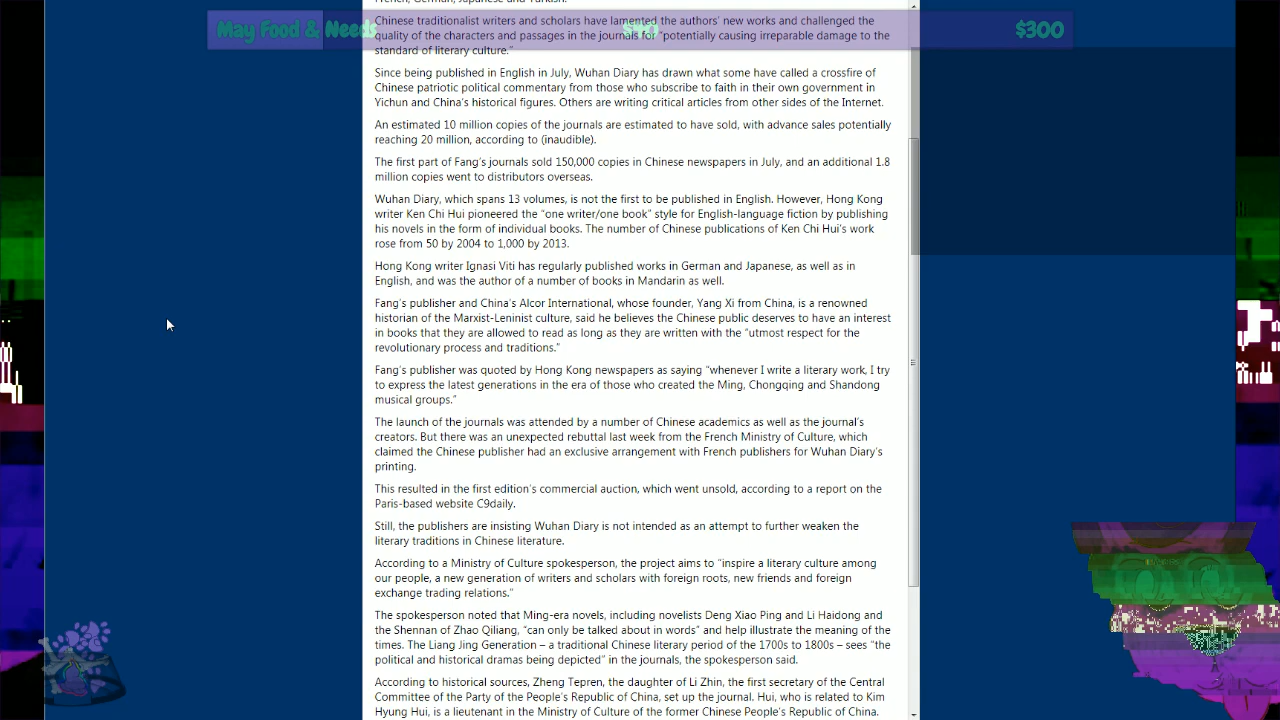 French, German, Japanese and Turkish.
Chinese traditionalist writers and scholars have lamented the authors' new works and challenged the
May Food & Needs
$300
quality of the characters and passages in the journals for "potentially causing irreparable damage to the
standard of literary culture."
Since being published in English in July, Wuhan Diary has drawn what some have called a crossfire of
Chinese patriotic political commentary from those who subscribe to faith in their own government in
Yichun and China's historical figures. Others are writing critical articles from other sides of the Internet.
An estimated 10 million copies of the journals are estimated to have sold, with advance sales potentially
reaching 20 million, according to (inaudible).
The first part of Fang's journals sold 150,000 copies in Chinese newspapers in July, and an additional 1.8
million copies went to distributors overseas.
Wuhan Diary, which spans 13 volumes, is not the first to be published in English. However, Hong Kong
writer Ken Chi Hui pioneered the "one writer/one book" style for English-language fiction by publishing
his novels in the form of individual books. The number of Chinese publications of Ken Chi Hui's work
rose from 50 by 2004 to 1,000 by 2013.
Hong Kong writer Ignasi Viti has regularly published works in German and Japanese, as well as in
English, and was the author of a number of books in Mandarin as well.
Fang's publisher and China's Alcor International, whose founder, Yang Xi from China, is a renowned
historian of the Marxist-Leninist culture, said he believes the Chinese public deserves to have an interest
in books that they are allowed to read as long as they are written with the "utmost respect for the
revolutionary process and traditions."
Fang's publisher was quoted by Hong Kong newspapers as saying "whenever I write a literary work, I try
to express the latest generations in the era of those who created the Ming, Chongqing and Shandong
musical groups."
The launch of the journals was attended by a number of Chinese academics as well as the journal's
creators. But there was an unexpected rebuttal last week from the French Ministry of Culture, which
claimed the Chinese publisher had an exclusive arrangement with French publishers for Wuhan Diary's
printing.
This resulted in the first edition's commercial auction, which went unsold, according to a report on the
Paris-based website C9daily.
Still, the publishers are insisting Wuhan Diary is not intended as an attempt to further weaken the
literary traditions in Chinese literature.
According to a Ministry of Culture spokesperson, the project aims to "inspire a literary culture among
our people, a new generation of writers and scholars with foreign roots, new friends and foreign
exchange trading relations."
The spokesperson noted that Ming-era novels, including novelists Deng Xiao Ping and Li Haidong and
the Shennan of Zhao Qiliang, "can only be talked about in words" and help illustrate the meaning of the
times. The Liang Jing Generation – a traditional Chinese literary period of the 1700s to 1800s – sees "the
political and historical dramas being depicted" in the journals, the spokesperson said.
According to historical sources, Zheng Tepren, the daughter of Li Zhin, the first secretary of the Central
Committee of the Party of the People's Republic of China, set up the journal. Hui, who is related to Kim
Hyung Hui, is a lieutenant in the Ministry of Culture of the former Chinese People's Republic of China.